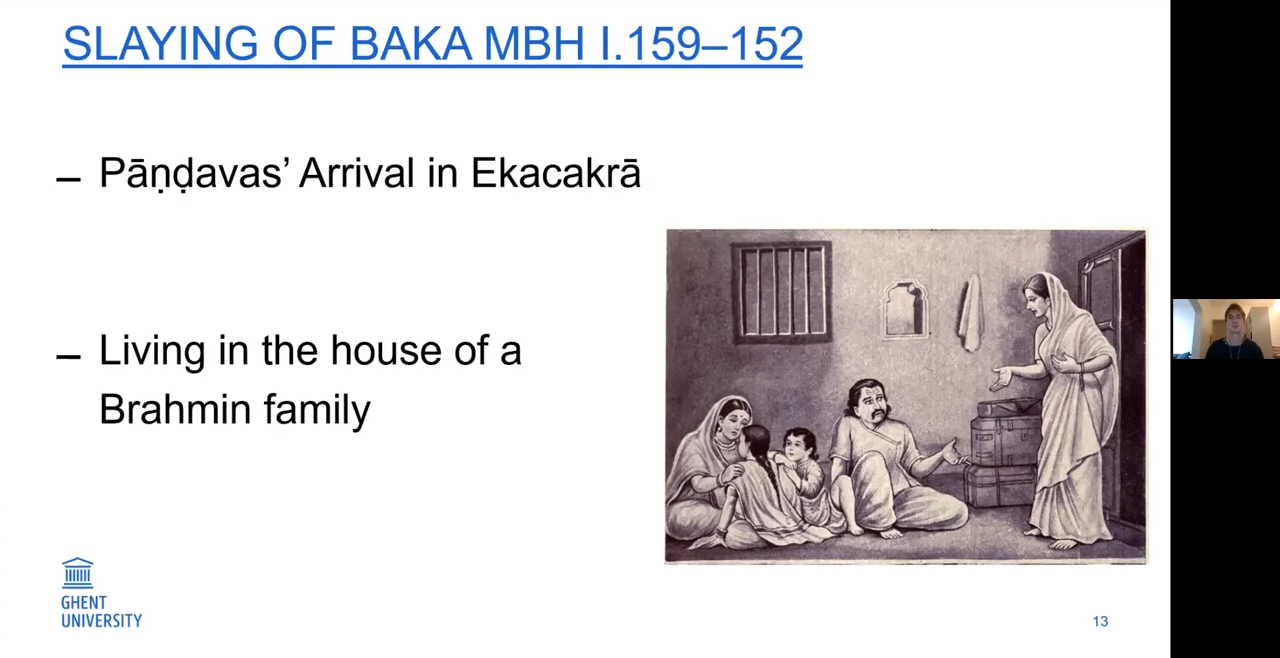 SLAYING OF BAKA MBH I.159–152
– Pāṇḍavas’ Arrival in Ekacakrā
– Living in the house of a
Brahmin family
GHENT
UNIVERSITY
13